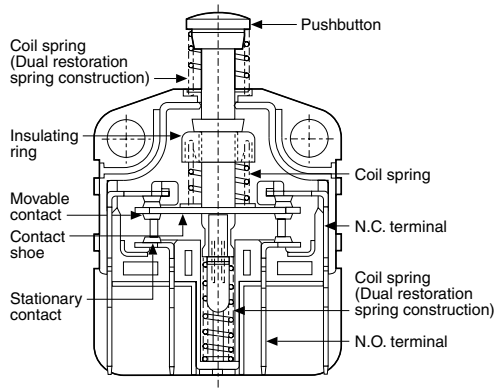 Pushbutton
Coil spring
(Dual restoration
spring construction)
Insulating
ring
Coil spring
Movable
contact
Contact
shoe
N.C. terminal
Stationary
contact
Coil spring
(Dual restoration
spring construction)
N.O. terminal